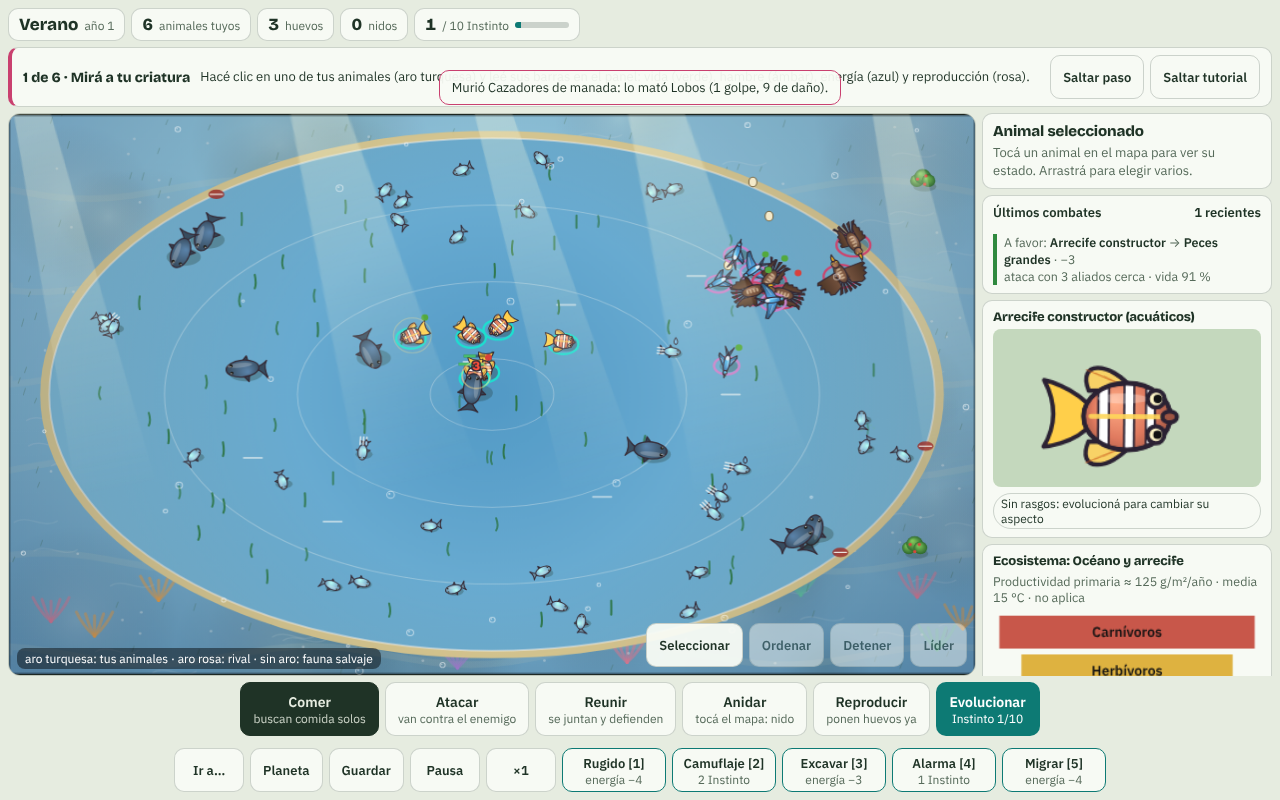 Verano año 1
6 animales tuyos
3 huevos
0 nidos
1 / 10 Instinto
1 de 6 · Mirá a tu criatura
Hacé clic en uno de tus animales (aro turq
ergía (azul) y reproducción (rosa).
Saltar paso
Saltar tutorial
Murió Cazadores de manada: lo mató Lobos (1 golpe, 9 de daño).
Animal seleccionado
Tocá un animal en el mapa para ver su
estado. Arrastrá para elegir varios.
Últimos combates 1 recientes
A favor: Arrecife constructor → Peces
grandes · −3
ataca con 3 aliados cerca · vida 91 %
Arrecife constructor (acuáticos)
Sin rasgos: evolucioná para cambiar su
aspecto
Ecosistema: Océano y arrecife
Productividad primaria ≈ 125 g/m²/año · media
15 °C · no aplica
Carnívoros
Herbívoros
Seleccionar
Ordenar
Detener
Líder
aro turquesa: tus animales · aro rosa: rival · sin aro: fauna salvaje
Comer
buscan comida solos
Atacar
van contra el enemigo
Reunir
se juntan y defienden
Anidar
tocá el mapa: nido
Reproducir
ponen huevos ya
Evolucionar
Instinto 1/10
Ir a...
Planeta
Guardar
Pausa
×1
Rugido [1]
energía −4
Camuflaje [2]
2 Instinto
Excavar [3]
energía −3
Alarma [4]
1 Instinto
Migrar [5]
energía −4